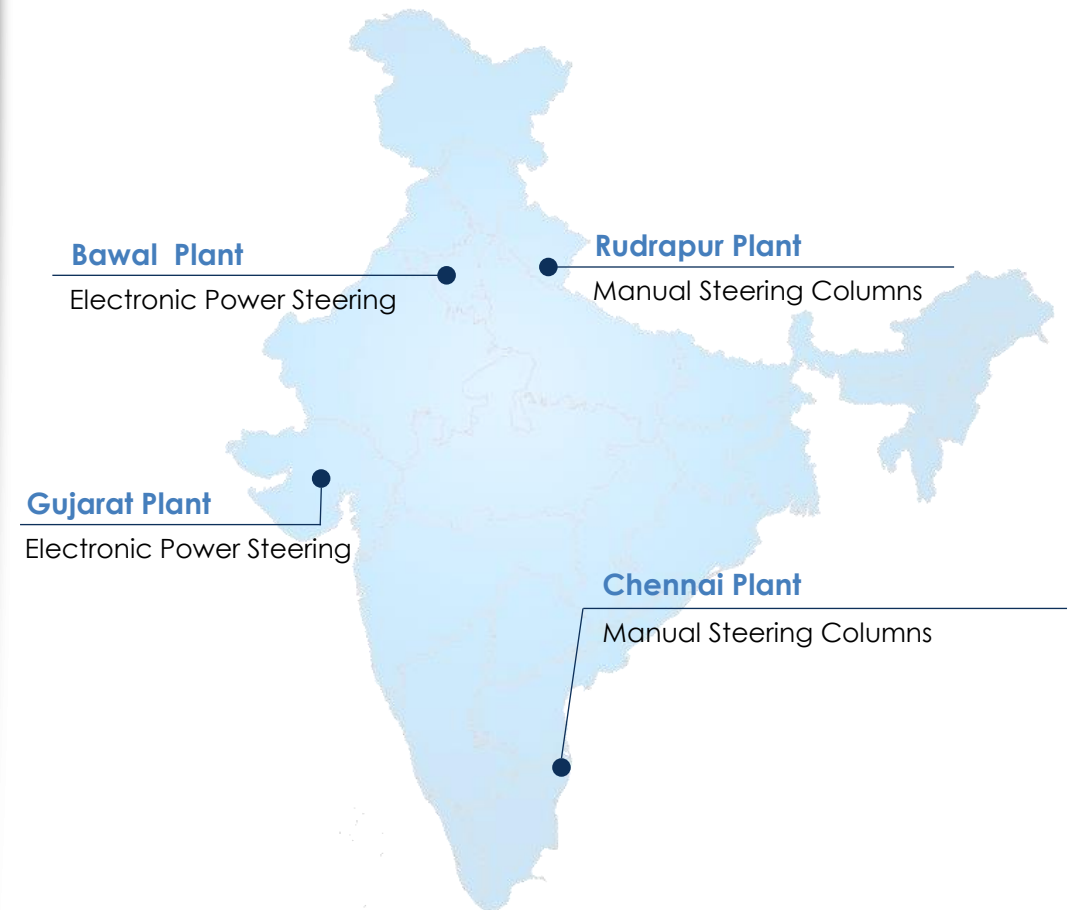 Bawal  Plant
Electronic Power Steering
Rudrapur Plant
Manual Steering Columns
Gujarat Plant
Electronic Power Steering
Chennai Plant
Manual Steering Columns